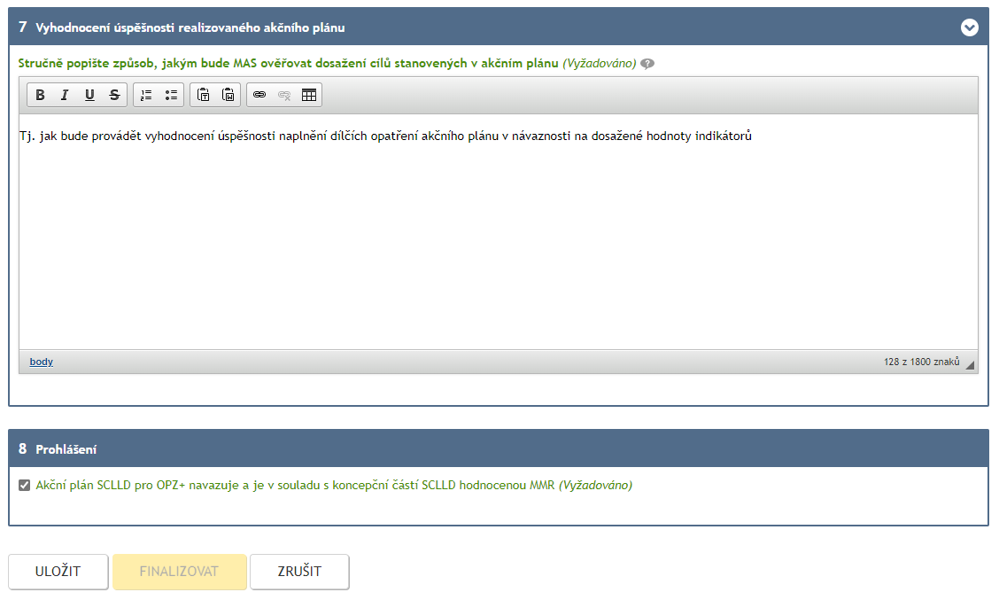 7 Vyhodnocení úspěšnosti realizovaného akčního plánu
Stručně popište způsob, jakým bude MAS ověřovat dosažení cílů stanovených v akčním plánu (Vyžadováno) ?
B I U S
Tj. jak bude provádět vyhodnocení úspěšnosti naplnění dílčích opatření akčního plánu v návaznosti na dosažené hodnoty indikátorů
body 128 z 1800 znaků
8 Prohlášení
Akční plán SCLLD pro OPZ+ navazuje a je v souladu s koncepční částí SCLLD hodnocenou MMR (Vyžadováno)
ULOŽIT FINALIZOVAT ZRUŠIT